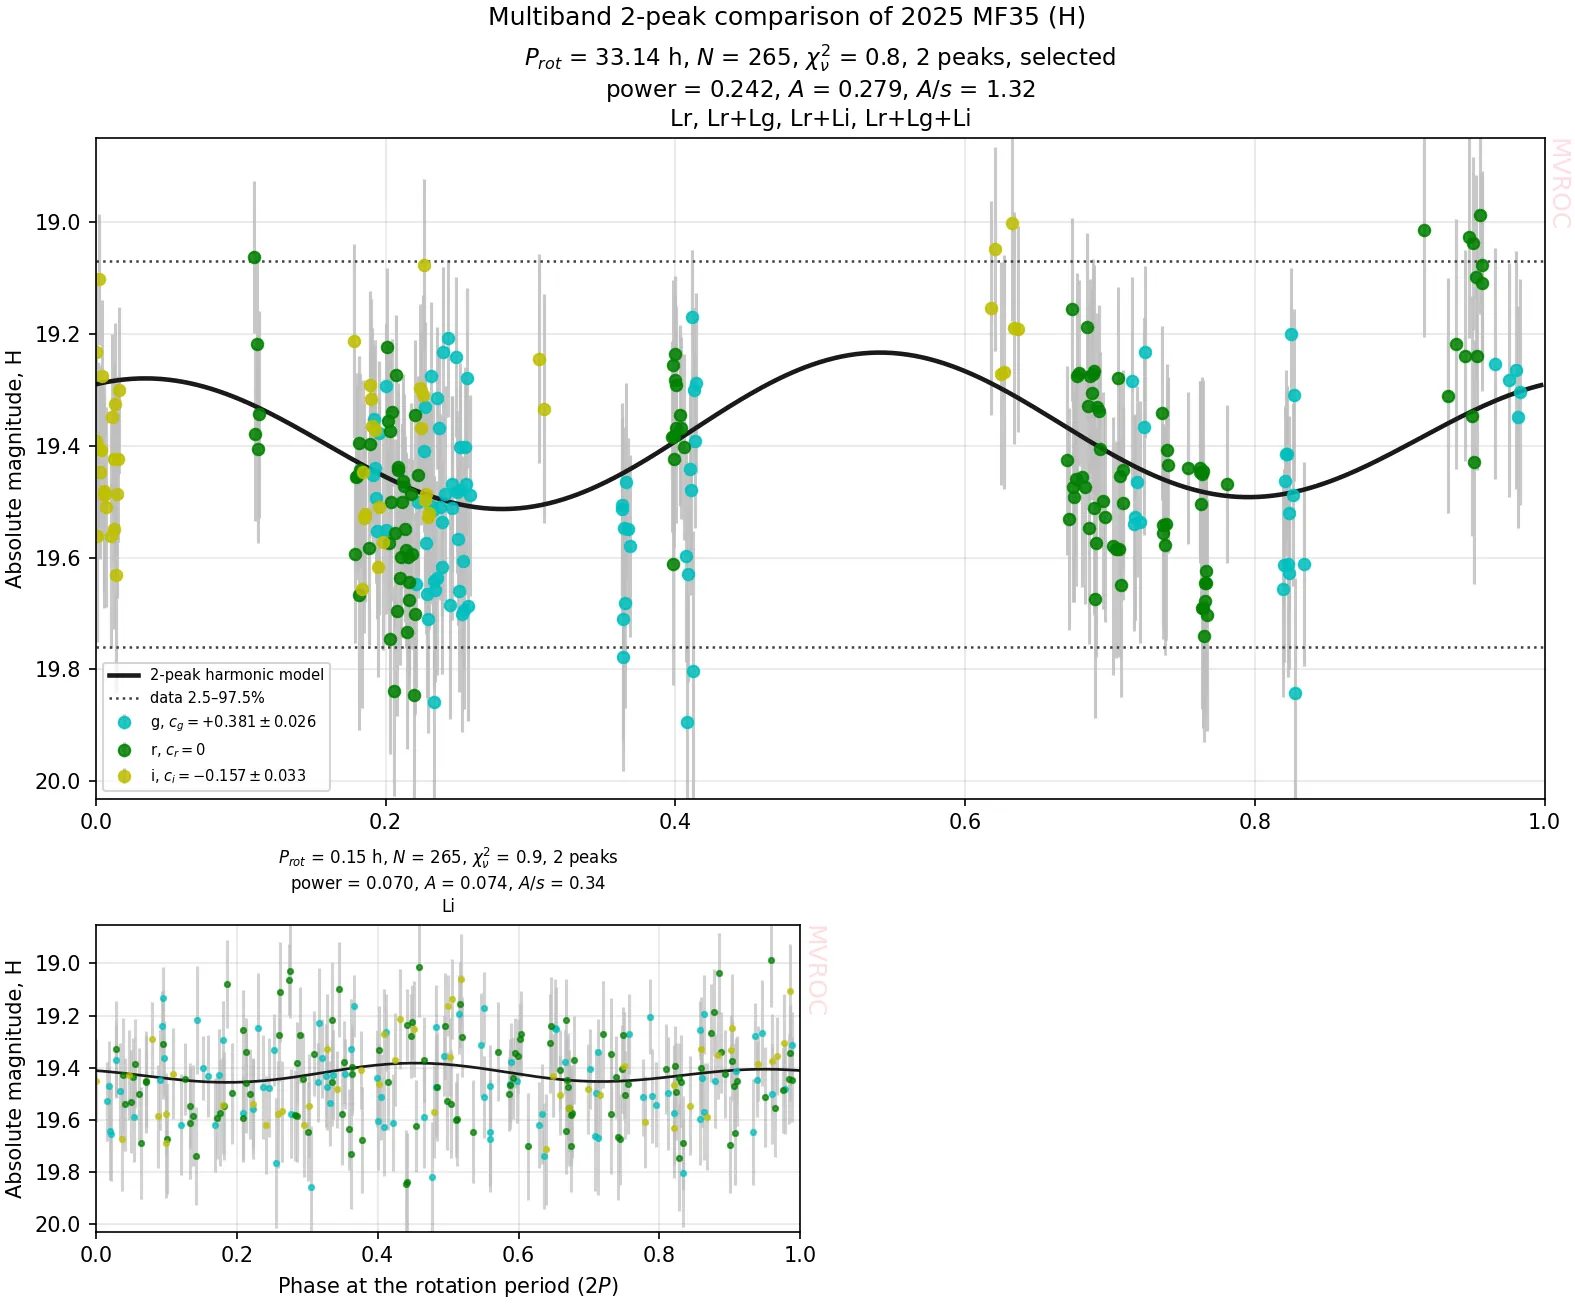 Multiband 2-peak comparison of 2025 MF35 (H)
P_rot = 33.14 h, N = 265, χ²_ν = 0.8, 2 peaks, selected
power = 0.242, A = 0.279, A/s = 1.32
Lr, Lr+Lg, Lr+Li, Lr+Lg+Li
MVROC
Absolute magnitude, H
19.0
19.2
19.4
19.6
19.8
20.0
2-peak harmonic model
data 2.5–97.5%
g, c_g = +0.381 ± 0.026
r, c_r = 0
i, c_i = −0.157 ± 0.033
0.0 0.2 0.4 0.6 0.8 1.0
P_rot = 0.15 h, N = 265, χ²_ν = 0.9, 2 peaks
power = 0.070, A = 0.074, A/s = 0.34
Li
MVROC
Absolute magnitude, H
19.0
19.2
19.4
19.6
19.8
20.0
0.0 0.2 0.4 0.6 0.8 1.0
Phase at the rotation period (2P)